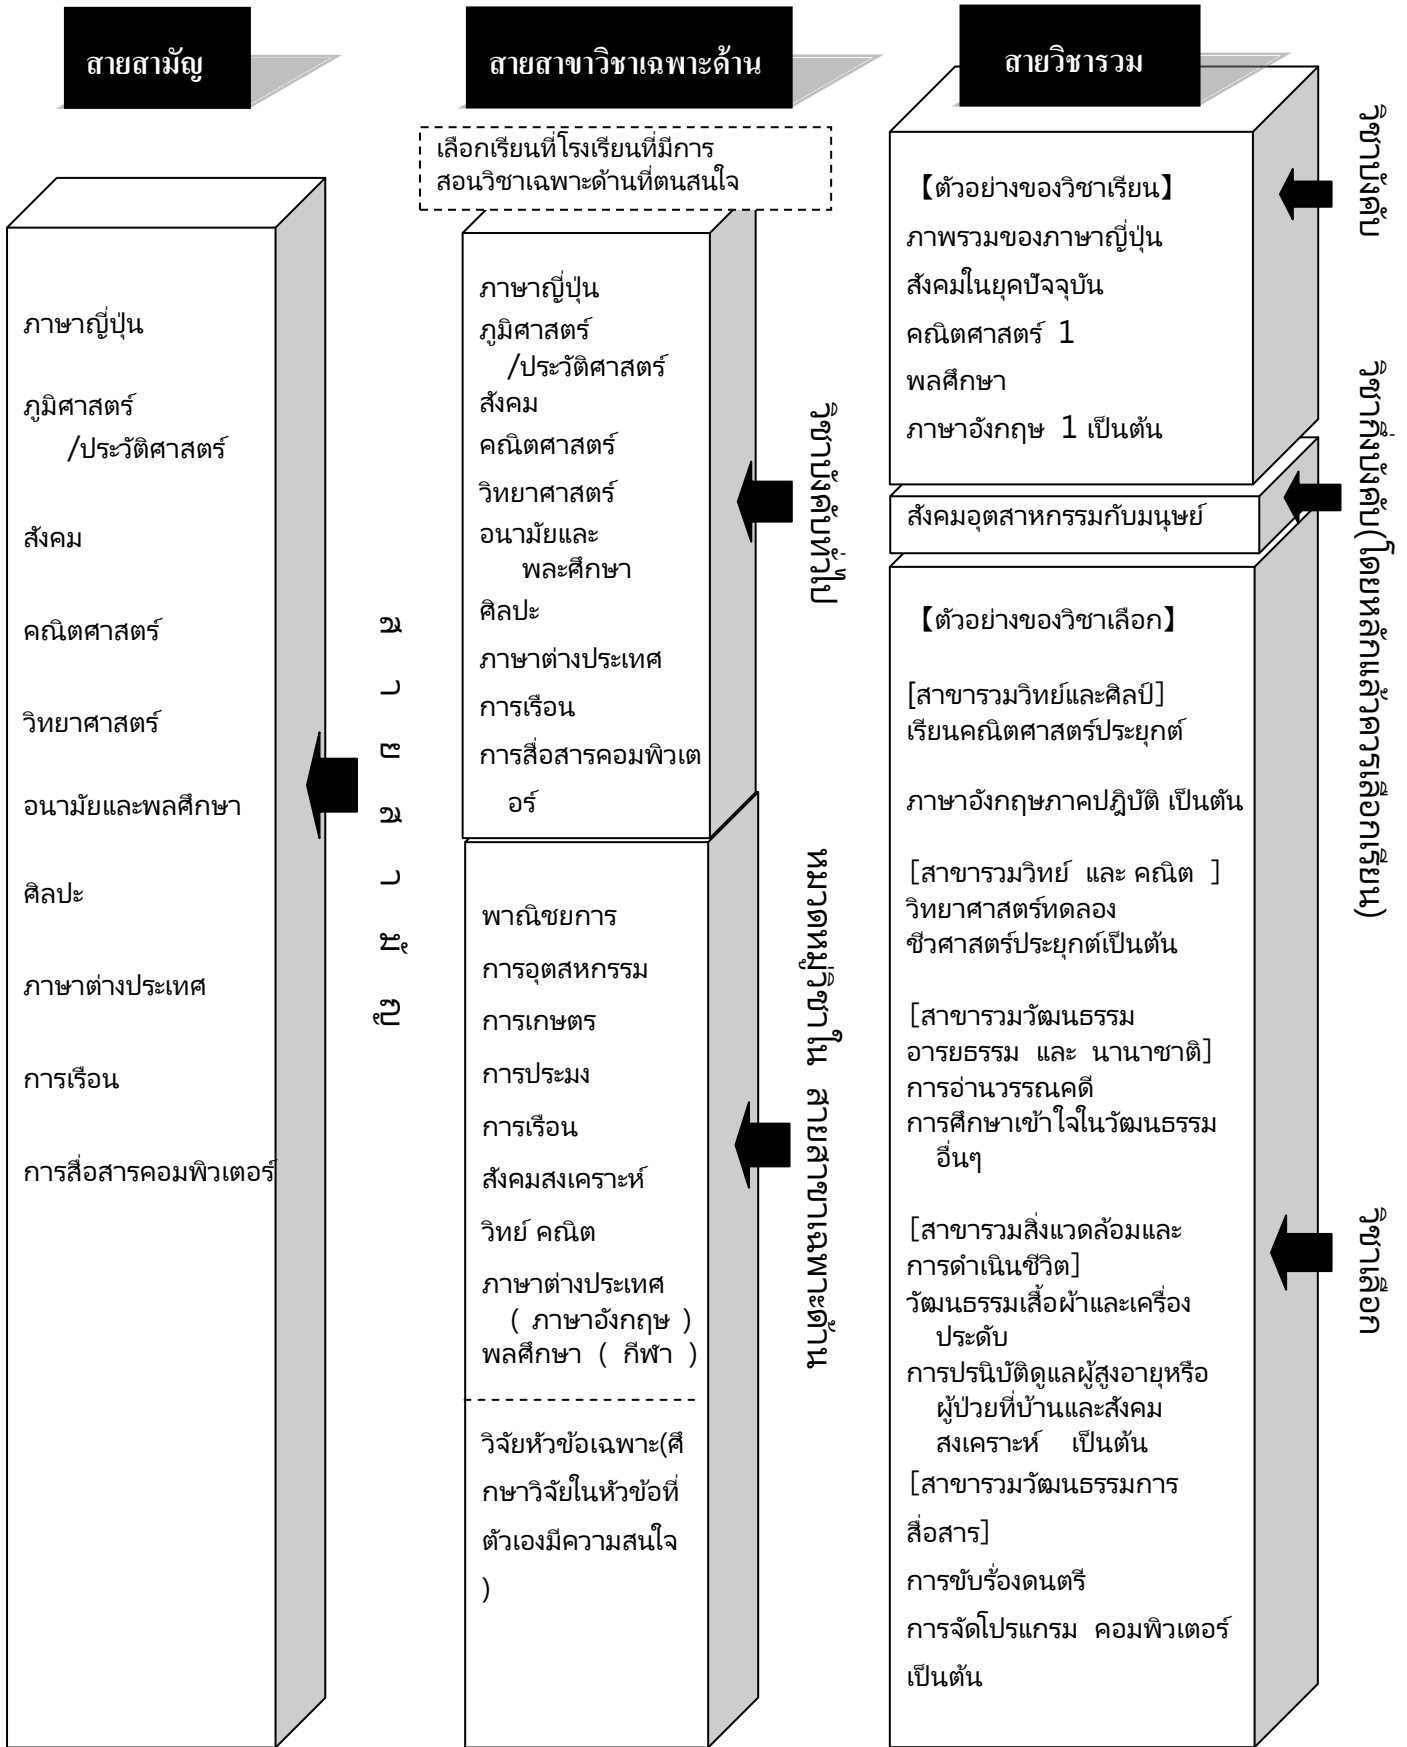 สายสามัญ
ภาษาญี่ปุ่น
ภูมิศาสตร์
/ประวัติศาสตร์
สังคม
คณิตศาสตร์
วิทยาศาสตร์
อนามัยและพลศึกษา
ศิลปะ
ภาษาต่างประเทศ
การเรือน
การสื่อสารคอมพิวเตอร์
สายสามัญ
สายสาขาวิชาเฉพาะด้าน
เลือกเรียนที่โรงเรียนที่มีการ
สอนวิชาเฉพาะด้านที่ตนสนใจ
ภาษาญี่ปุ่น
ภูมิศาสตร์
/ประวัติศาสตร์
สังคม
คณิตศาสตร์
วิทยาศาสตร์
อนามัยและ
พละศึกษา
ศิลปะ
ภาษาต่างประเทศ
การเรือน
การสื่อสารคอมพิวเต
อร์
วิชาบังคับทั่วไป
พาณิชยการ
การอุตสหกรรม
การเกษตร
การประมง
การเรือน
สังคมสงเคราะห์
วิทย์ คณิต
ภาษาต่างประเทศ
( ภาษาอังกฤษ )
พลศึกษา ( กีฬา )
วิจัยหัวข้อเฉพาะ(ศึ
กษาวิจัยในหัวข้อที่
ตัวเองมีความสนใจ
)
หมวดหมู่วิชาใน สายสาขาเฉพาะด้าน
สายวิชารวม
【ตัวอย่างของวิชาเรียน】
ภาพรวมของภาษาญี่ปุ่น
สังคมในยุคปัจจุบัน
คณิตศาสตร์ 1
พลศึกษา
ภาษาอังกฤษ 1 เป็นต้น
วิชาบังคับ
สังคมอุตสาหกรรมกับมนุษย์
วิชากึ่งบังคับ(โดยหลักแล้วควรเลือกเรียน)
【ตัวอย่างของวิชาเลือก】
[สาขารวมวิทย์และศิลป์]
เรียนคณิตศาสตร์ประยุกต์
ภาษาอังกฤษภาคปฎิบัติ เป็นตัน
[สาขารวมวิทย์ และ คณิต ]
วิทยาศาสตร์ทดลอง
ชีวศาสตร์ประยุกต์เป็นต้น
[สาขารวมวัฒนธรรม
อารยธรรม และ นานาชาติ]
การอ่านวรรณคดี
การศึกษาเข้าใจในวัฒนธรรม
อื่นๆ
[สาขารวมสิ่งแวดล้อมและ
การดำเนินชีวิต]
วัฒนธรรมเสื้อผ้าและเครื่อง
ประดับ
การปรนิบัติดูแลผู้สูงอายุหรือ
ผู้ป่วยที่บ้านและสังคม
สงเคราะห์ เป็นต้น
[สาขารวมวัฒนธรรมการ
สื่อสาร]
การขับร้องดนตรี
การจัดโปรแกรม คอมพิวเตอร์
เป็นต้น
วิชาเลือก